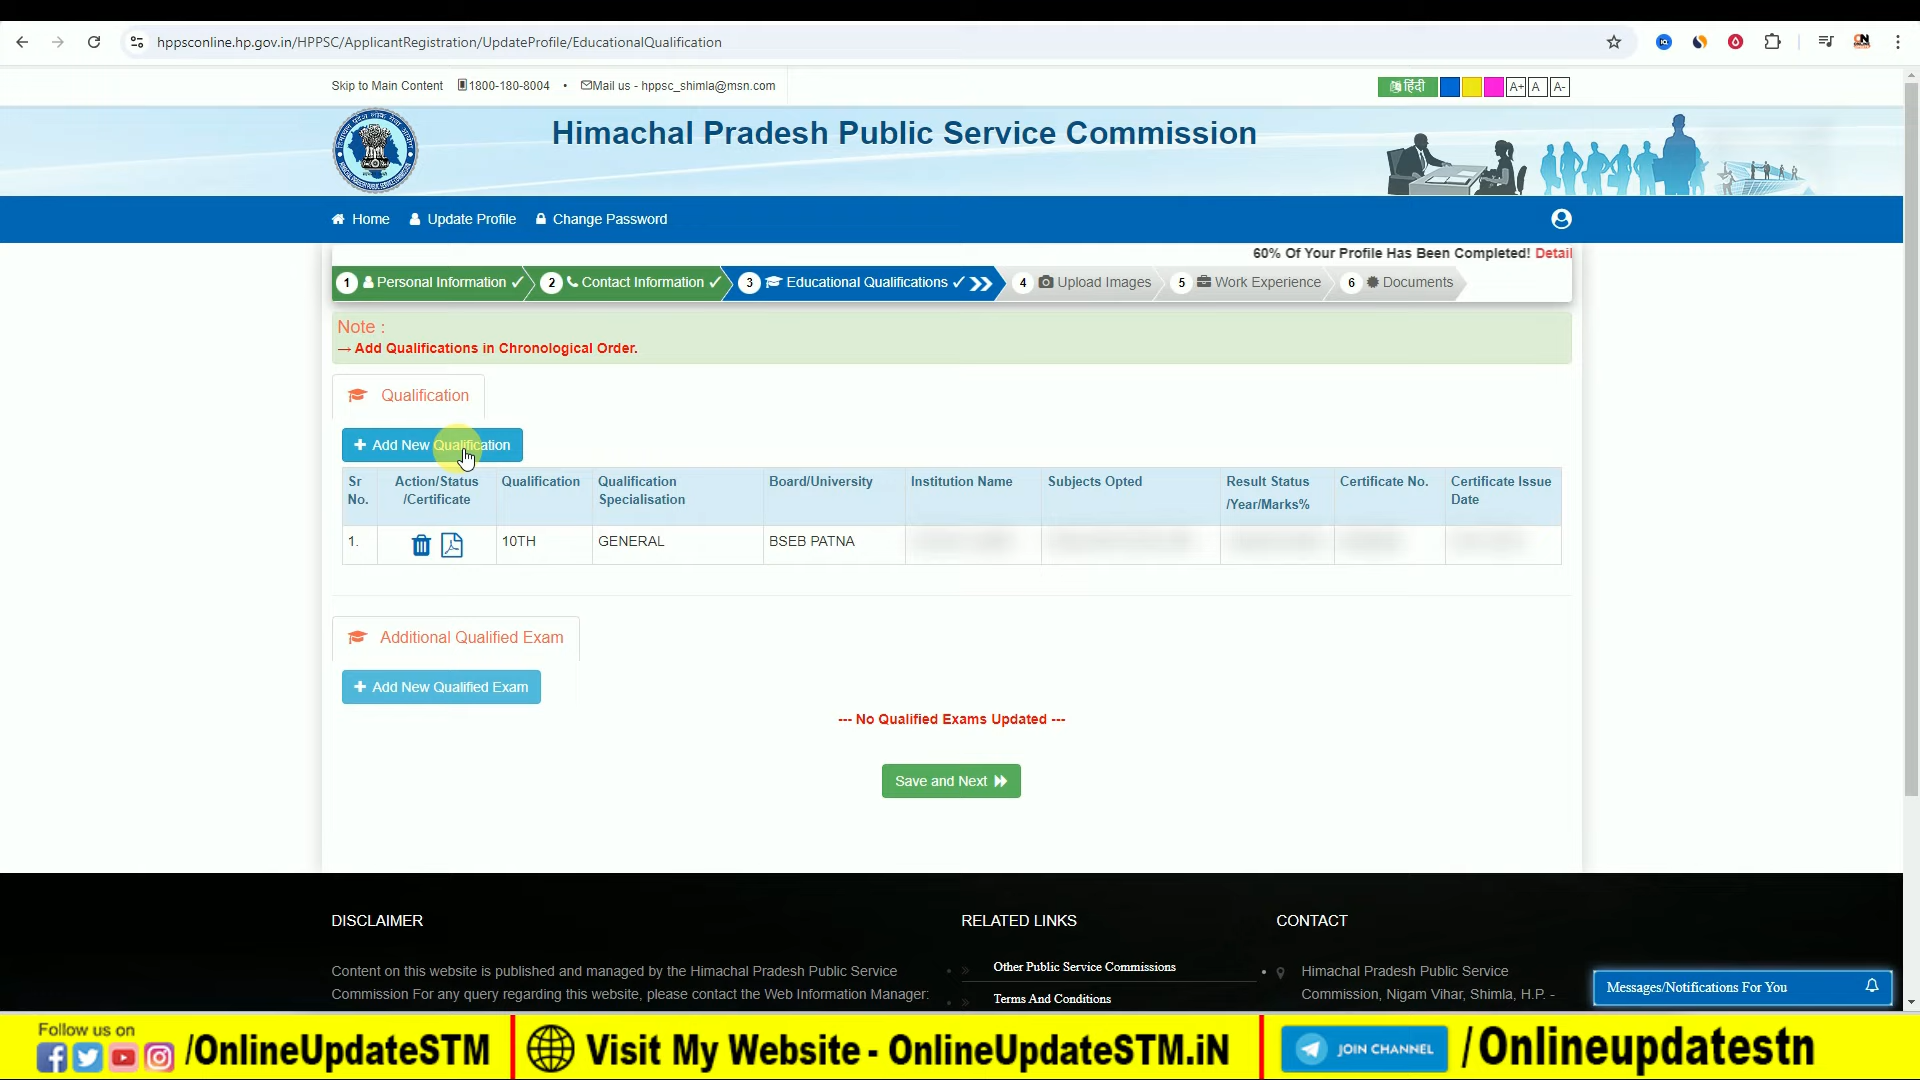 hppsconline.hp.gov.in/HPPSC/ApplicantRegistration/UpdateProfile/EducationalQualification
Skip to Main Content 1800-180-8004 • Mail us - hppsc_shimla@msn.com
हिंदी A+ A A-
Himachal Pradesh Public Service Commission
Home Update Profile Change Password
60% Of Your Profile Has Been Completed! Detail
1 Personal Information ✓ 2 Contact Information ✓ 3 Educational Qualifications ✓ 4 Upload Images 5 Work Experience 6 Documents
Note :
→ Add Qualifications in Chronological Order.
Qualification
+ Add New Qualification
Sr No. Action/Status /Certificate Qualification Qualification Specialisation Board/University Institution Name Subjects Opted Result Status /Year/Marks% Certificate No. Certificate Issue Date
1. 10TH GENERAL BSEB PATNA
Additional Qualified Exam
+ Add New Qualified Exam
--- No Qualified Exams Updated ---
Save and Next
DISCLAIMER
Content on this website is published and managed by the Himachal Pradesh Public Service
Commission For any query regarding this website, please contact the Web Information Manager:
RELATED LINKS
Other Public Service Commissions
Terms And Conditions
CONTACT
Himachal Pradesh Public Service
Commission, Nigam Vihar, Shimla, H.P. -
Messages/Notifications For You
Follow us on
/OnlineUpdateSTM
Visit My Website - OnlineUpdateSTM.iN
JOIN CHANNEL
/Onlineupdatestn